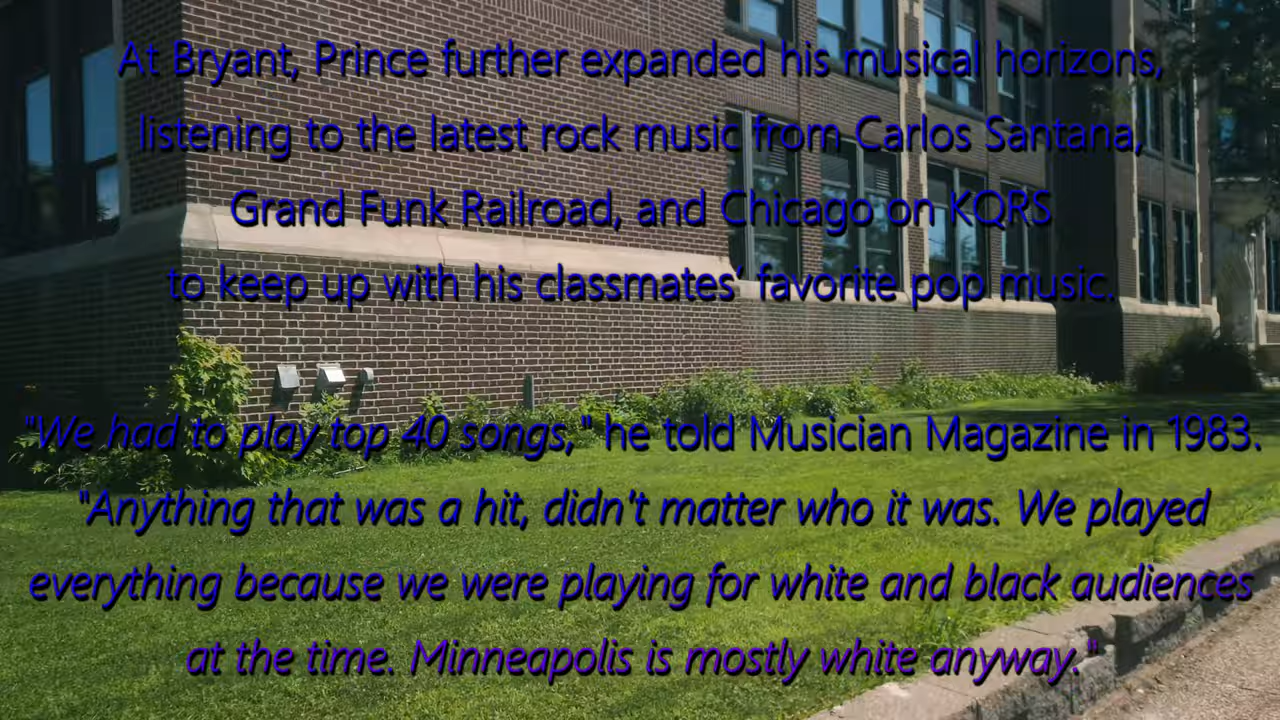 At Bryant, Prince further expanded his musical horizons,
listening to the latest rock music from Carlos Santana,
Grand Funk Railroad, and Chicago on KQRS
to keep up with his classmates’ favorite pop music.
"We had to play top 40 songs," he told Musician Magazine in 1983.
"Anything that was a hit, didn’t matter who it was. We played
everything because we were playing for white and black audiences
at the time. Minneapolis is mostly white anyway."